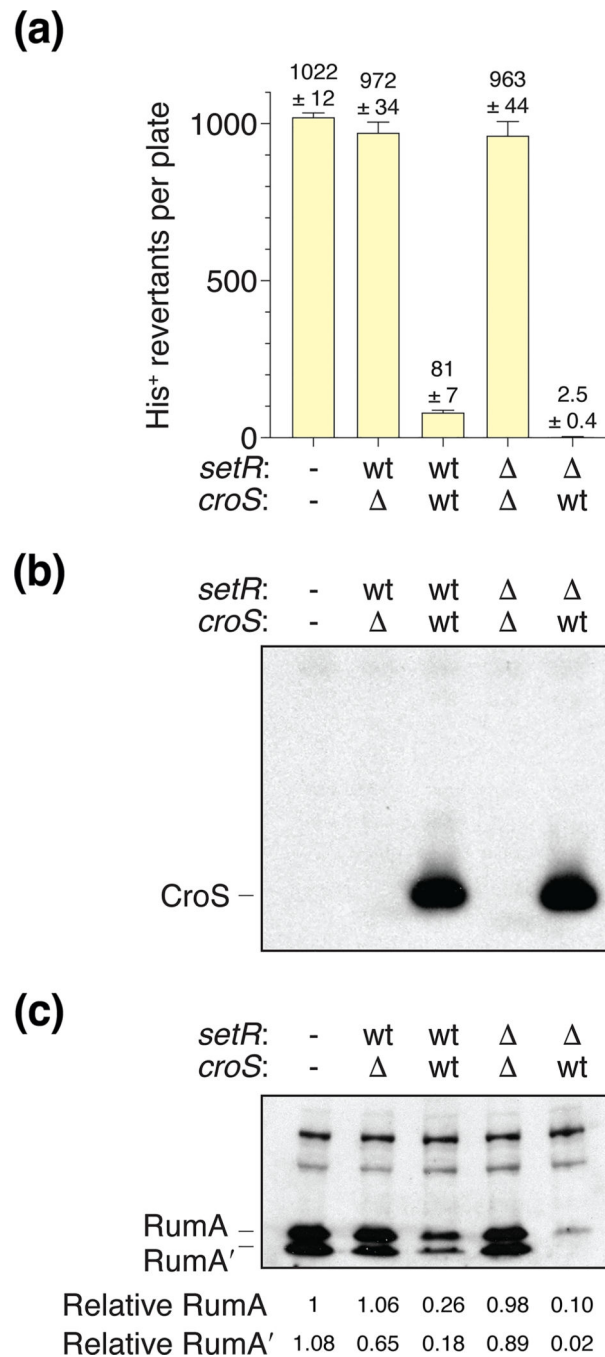 (a)
His⁺ revertants per plate
1000
500
0
1022 ± 12
972 ± 34
81 ± 7
963 ± 44
2.5 ± 0.4
setR: - wt wt Δ Δ
croS: - Δ wt Δ wt
(b)
setR: - wt wt Δ Δ
croS: - Δ wt Δ wt
CroS
(c)
setR: - wt wt Δ Δ
croS: - Δ wt Δ wt
RumA
RumA′
Relative RumA 1 1.06 0.26 0.98 0.10
Relative RumA′ 1.08 0.65 0.18 0.89 0.02